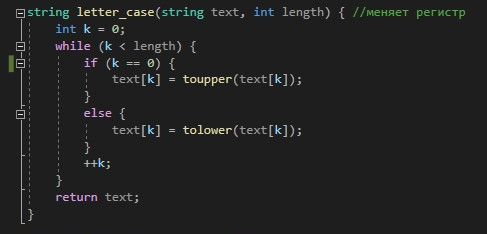 string letter_case(string text, int length) { //меняет регистр
    int k = 0;
    while (k < length) {
        if (k == 0) {
            text[k] = toupper(text[k]);
        }
        else {
            text[k] = tolower(text[k]);
        }
        ++k;
    }
    return text;
}